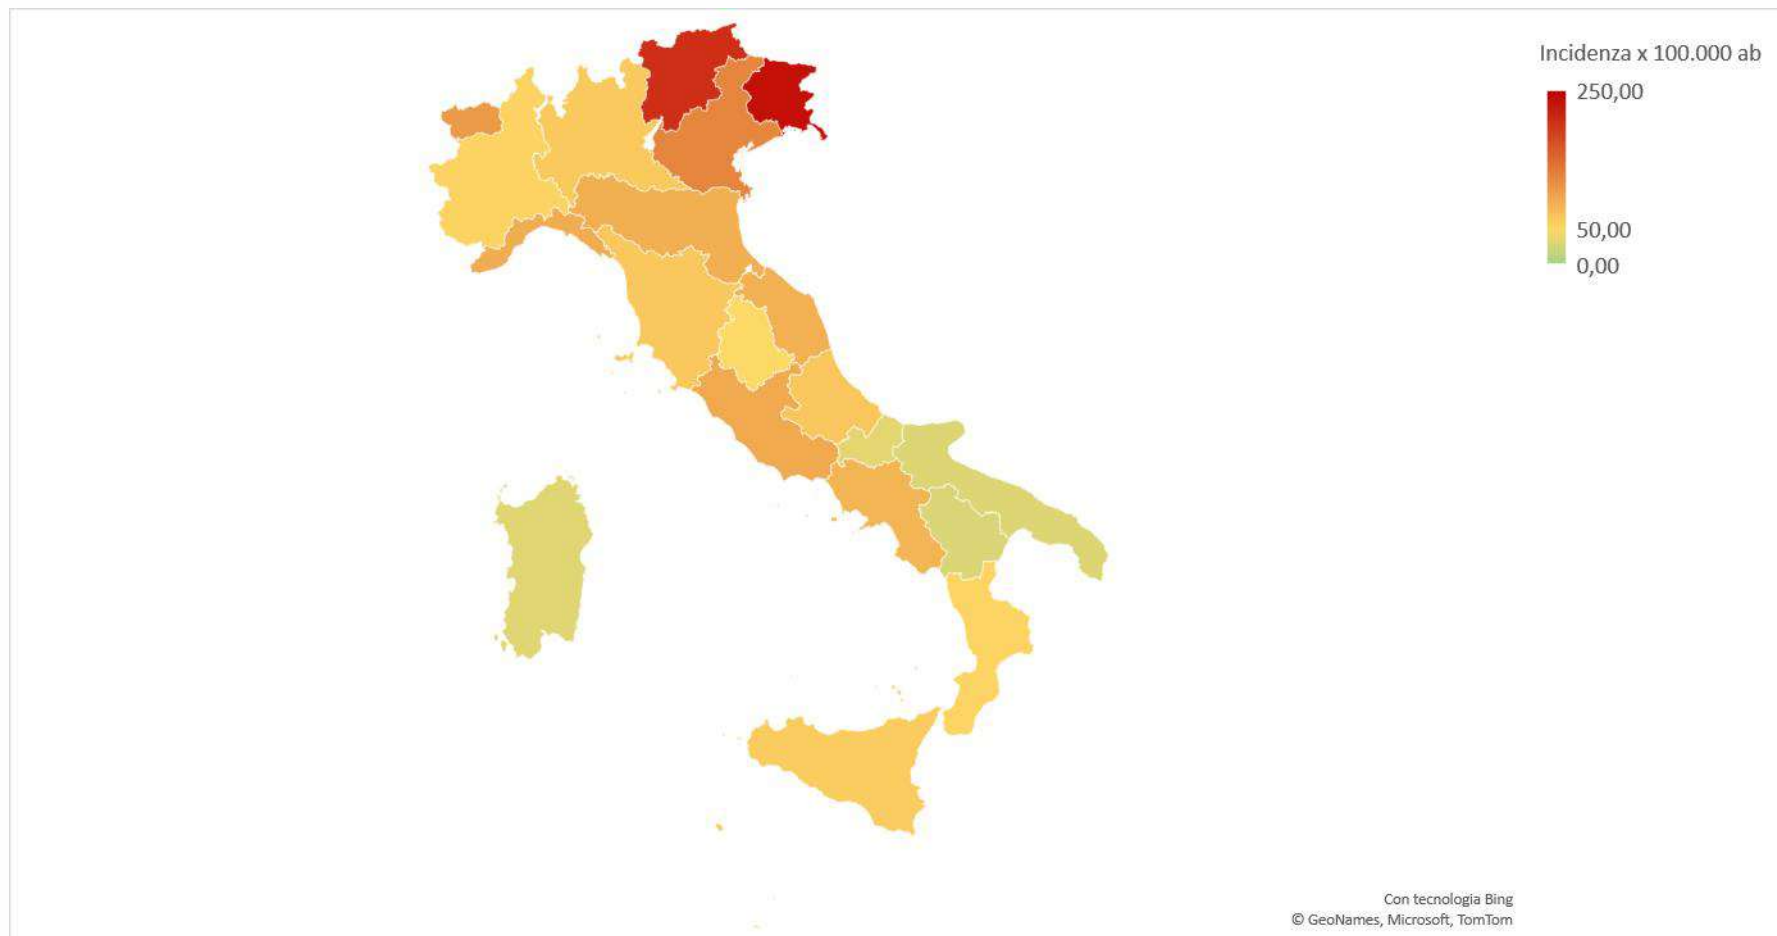 Incidenza x 100.000 ab
250,00
50,00
0,00
Con tecnologia Bing
© GeoNames, Microsoft, TomTom